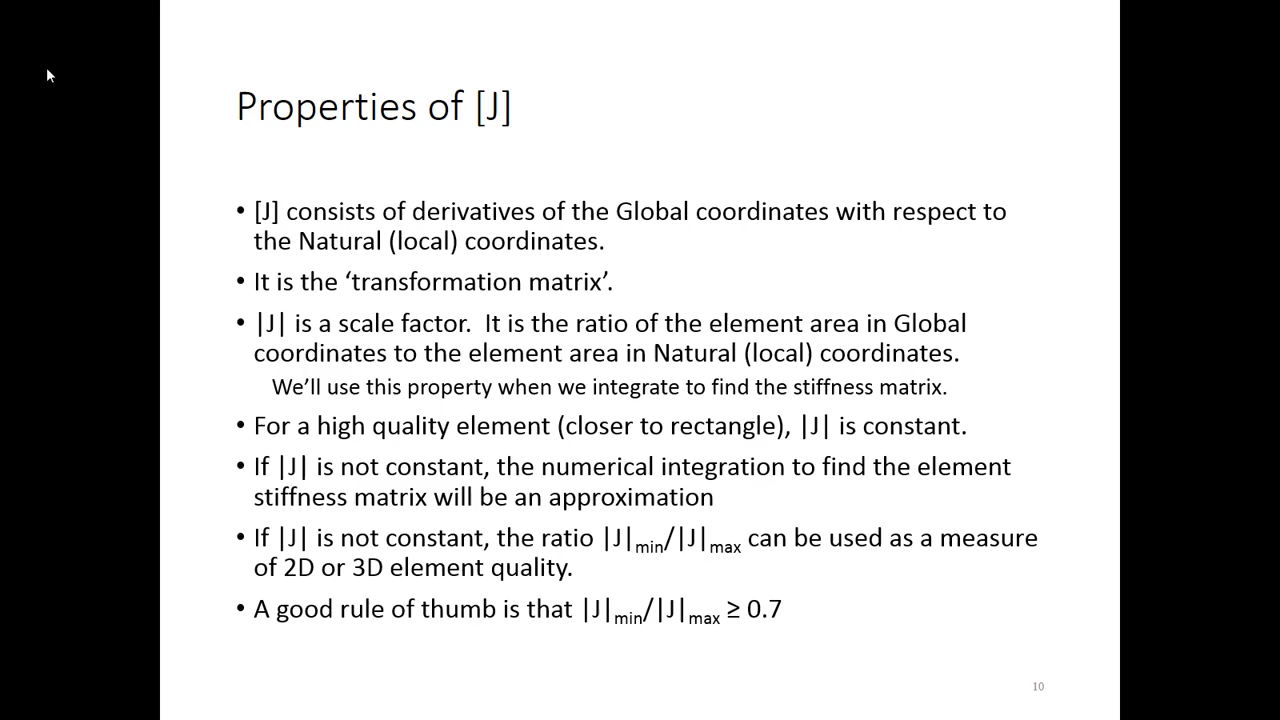 Properties of [J]
• [J] consists of derivatives of the Global coordinates with respect to
the Natural (local) coordinates.
• It is the ‘transformation matrix’.
• |J| is a scale factor.  It is the ratio of the element area in Global
coordinates to the element area in Natural (local) coordinates.
We’ll use this property when we integrate to find the stiffness matrix.
• For a high quality element (closer to rectangle), |J| is constant.
• If |J| is not constant, the numerical integration to find the element
stiffness matrix will be an approximation
• If |J| is not constant, the ratio |J|min/|J|max can be used as a measure
of 2D or 3D element quality.
• A good rule of thumb is that |J|min/|J|max ≥ 0.7
10